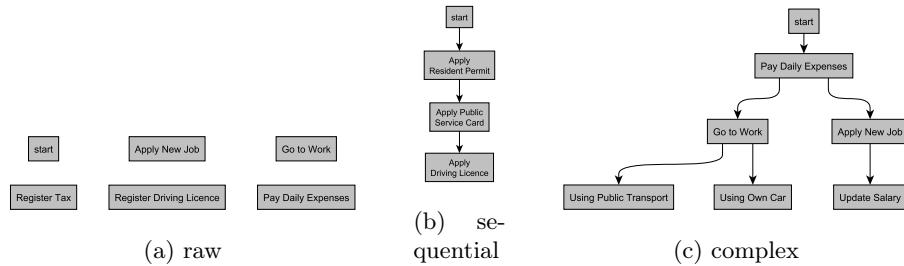 start
Apply New Job
Go to Work
Register Tax
Register Driving Licence
Pay Daily Expenses
(a) raw
start
Apply
Resident Permit
Apply Public
Service Card
Apply
Driving Licence
(b) se-
quential
start
Pay Daily Expenses
Go to Work
Apply New Job
Using Public Transport
Using Own Car
Update Salary
(c) complex